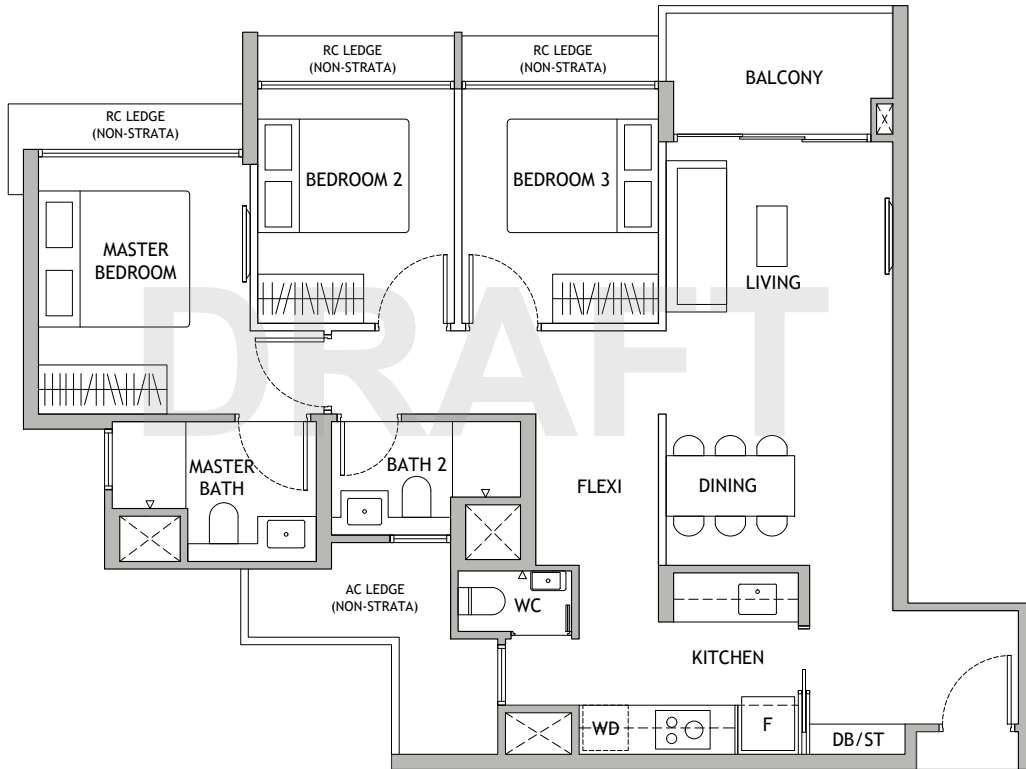 RC LEDGE
(NON-STRATA)
RC LEDGE
(NON-STRATA)
BALCONY
RC LEDGE
(NON-STRATA)
BEDROOM 2
BEDROOM 3
MASTER
BEDROOM
LIVING
DRAFT
MASTER
BATH
BATH 2
FLEXI
DINING
AC LEDGE
(NON-STRATA)
WC
KITCHEN
WD
F
DB/ST